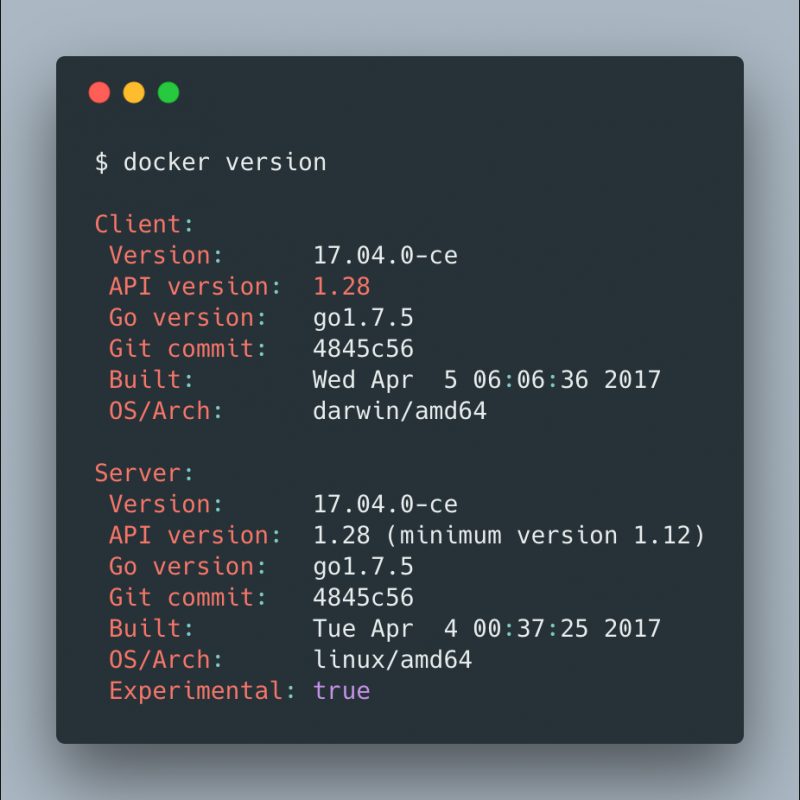 $ docker version
Client:
Version: 17.04.0-ce
API version: 1.28
Go version: go1.7.5
Git commit: 4845c56
Built: Wed Apr  5 06:06:36 2017
OS/Arch: darwin/amd64
Server:
Version: 17.04.0-ce
API version: 1.28 (minimum version 1.12)
Go version: go1.7.5
Git commit: 4845c56
Built: Tue Apr  4 00:37:25 2017
OS/Arch: linux/amd64
Experimental: true